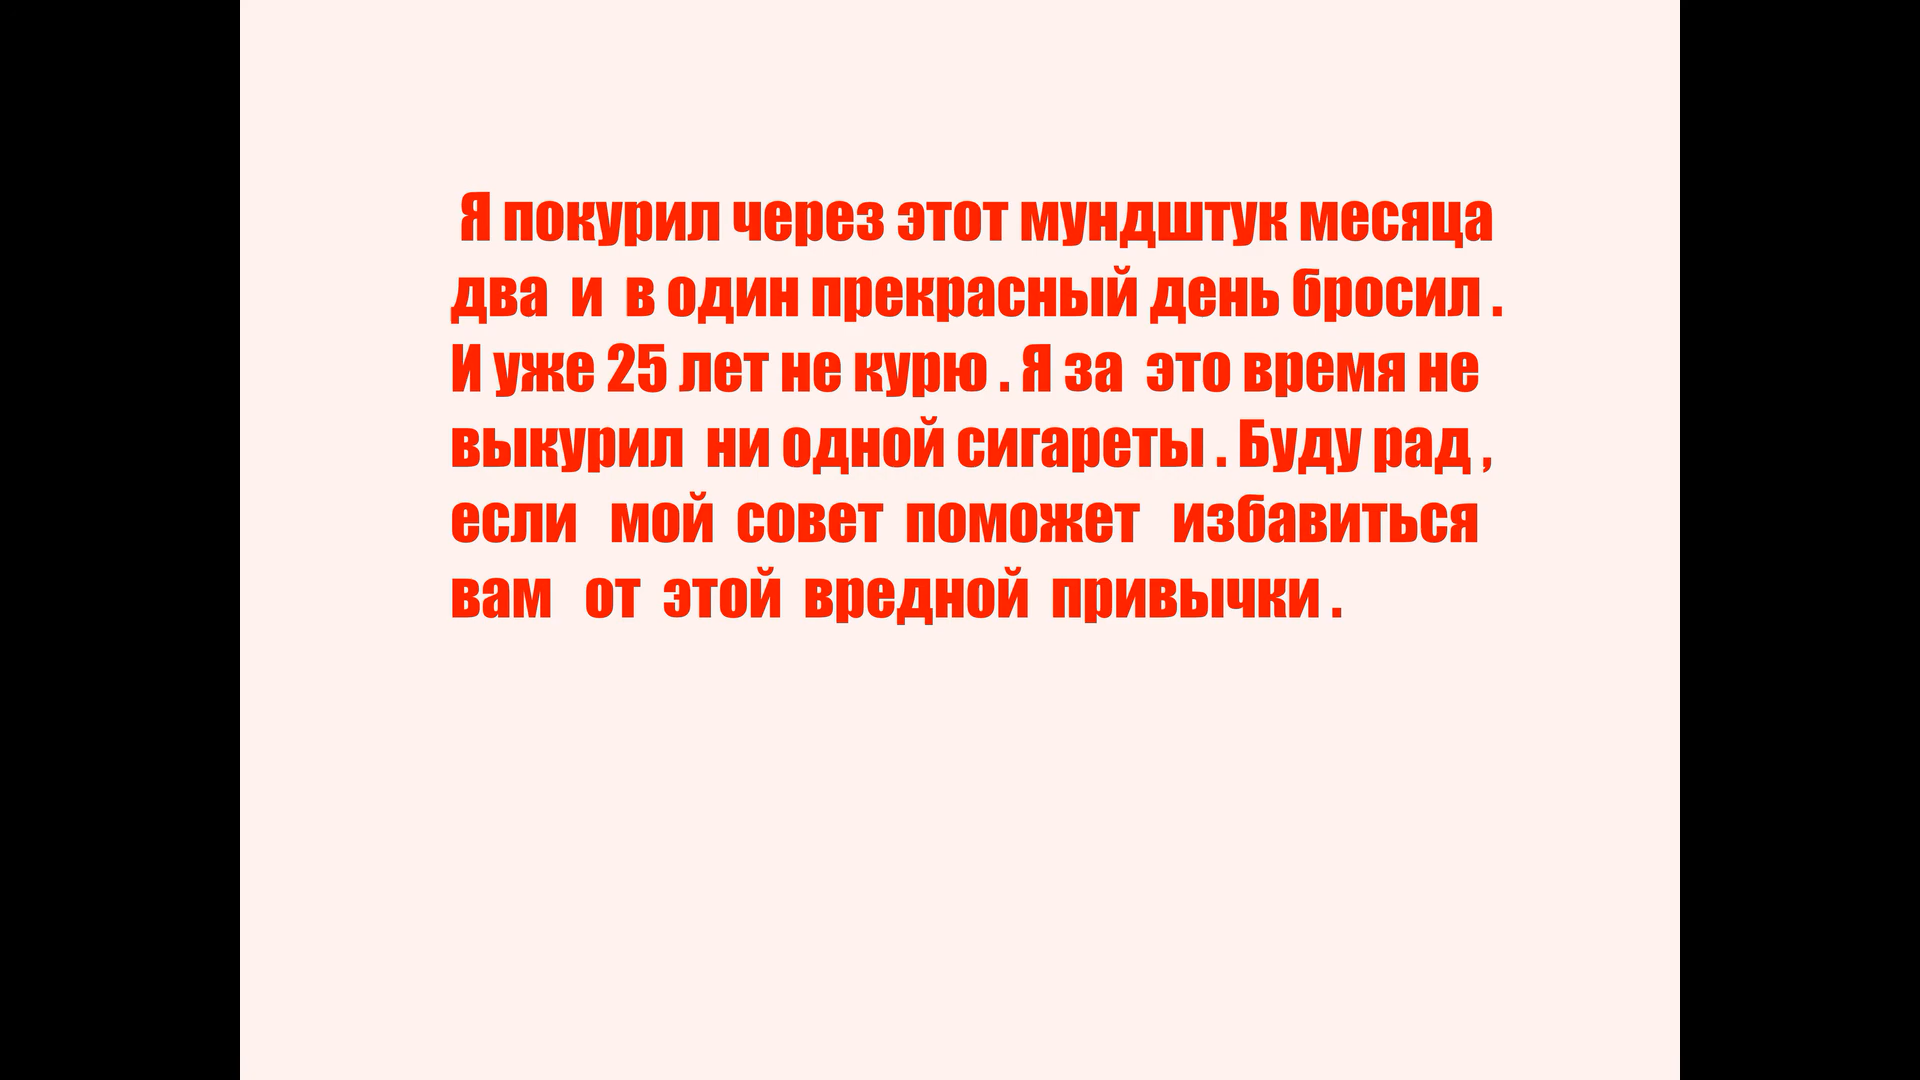 Я покурил через этот мундштук месяца
два и в один прекрасный день бросил .
И уже 25 лет не курю . Я за это время не
выкурил ни одной сигареты . Буду рад ,
если мой совет поможет избавиться
вам от этой вредной привычки .